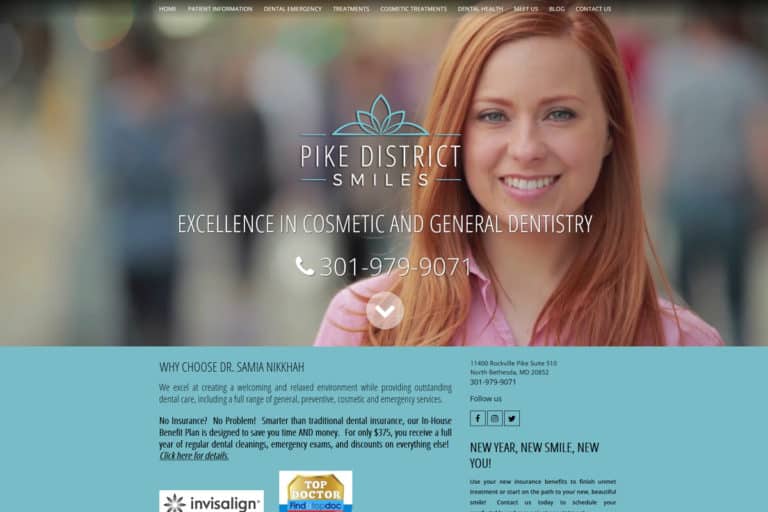 HOME PATIENT INFORMATION DENTAL EMERGENCY TREATMENTS COSMETIC TREATMENTS DENTAL HEALTH MEET US BLOG CONTACT US
PIKE DISTRICT
SMILES
EXCELLENCE IN COSMETIC AND GENERAL DENTISTRY
301-979-9071
WHY CHOOSE DR. SAMIA NIKKHAH
We excel at creating a welcoming and relaxed environment while providing outstanding
dental care, including a full range of general, preventive, cosmetic and emergency services.
No Insurance? No Problem! Smarter than traditional dental insurance, our In-House
Benefit Plan is designed to save you time AND money. For only $375, you receive a full
year of regular dental cleanings, emergency exams, and discounts on everything else!
Click here for details.
invisalign
TOP
DOCTOR
Find a topdoc
11400 Rockville Pike Suite 510
North Bethesda, MD 20852
301-979-9071
Follow us
NEW YEAR, NEW SMILE, NEW
YOU!
Use your new insurance benefits to finish unmet
treatment or start on the path to your new, beautiful
smile! Contact us today to schedule your